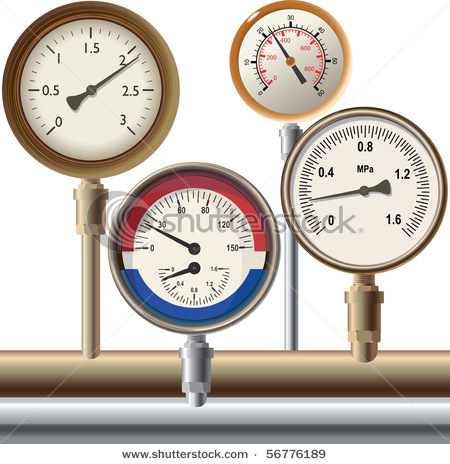 0 0.5 1 1.5 2 2.5 3
0 10 20 30 40 50 60
0 200 400 600 800
0 0.4 0.8 1.2 1.6
MPa
0 30 60 80 120 150
0 0.4 0.8 1.2 1.6
shutterstock
www.shutterstock.com · 56776189